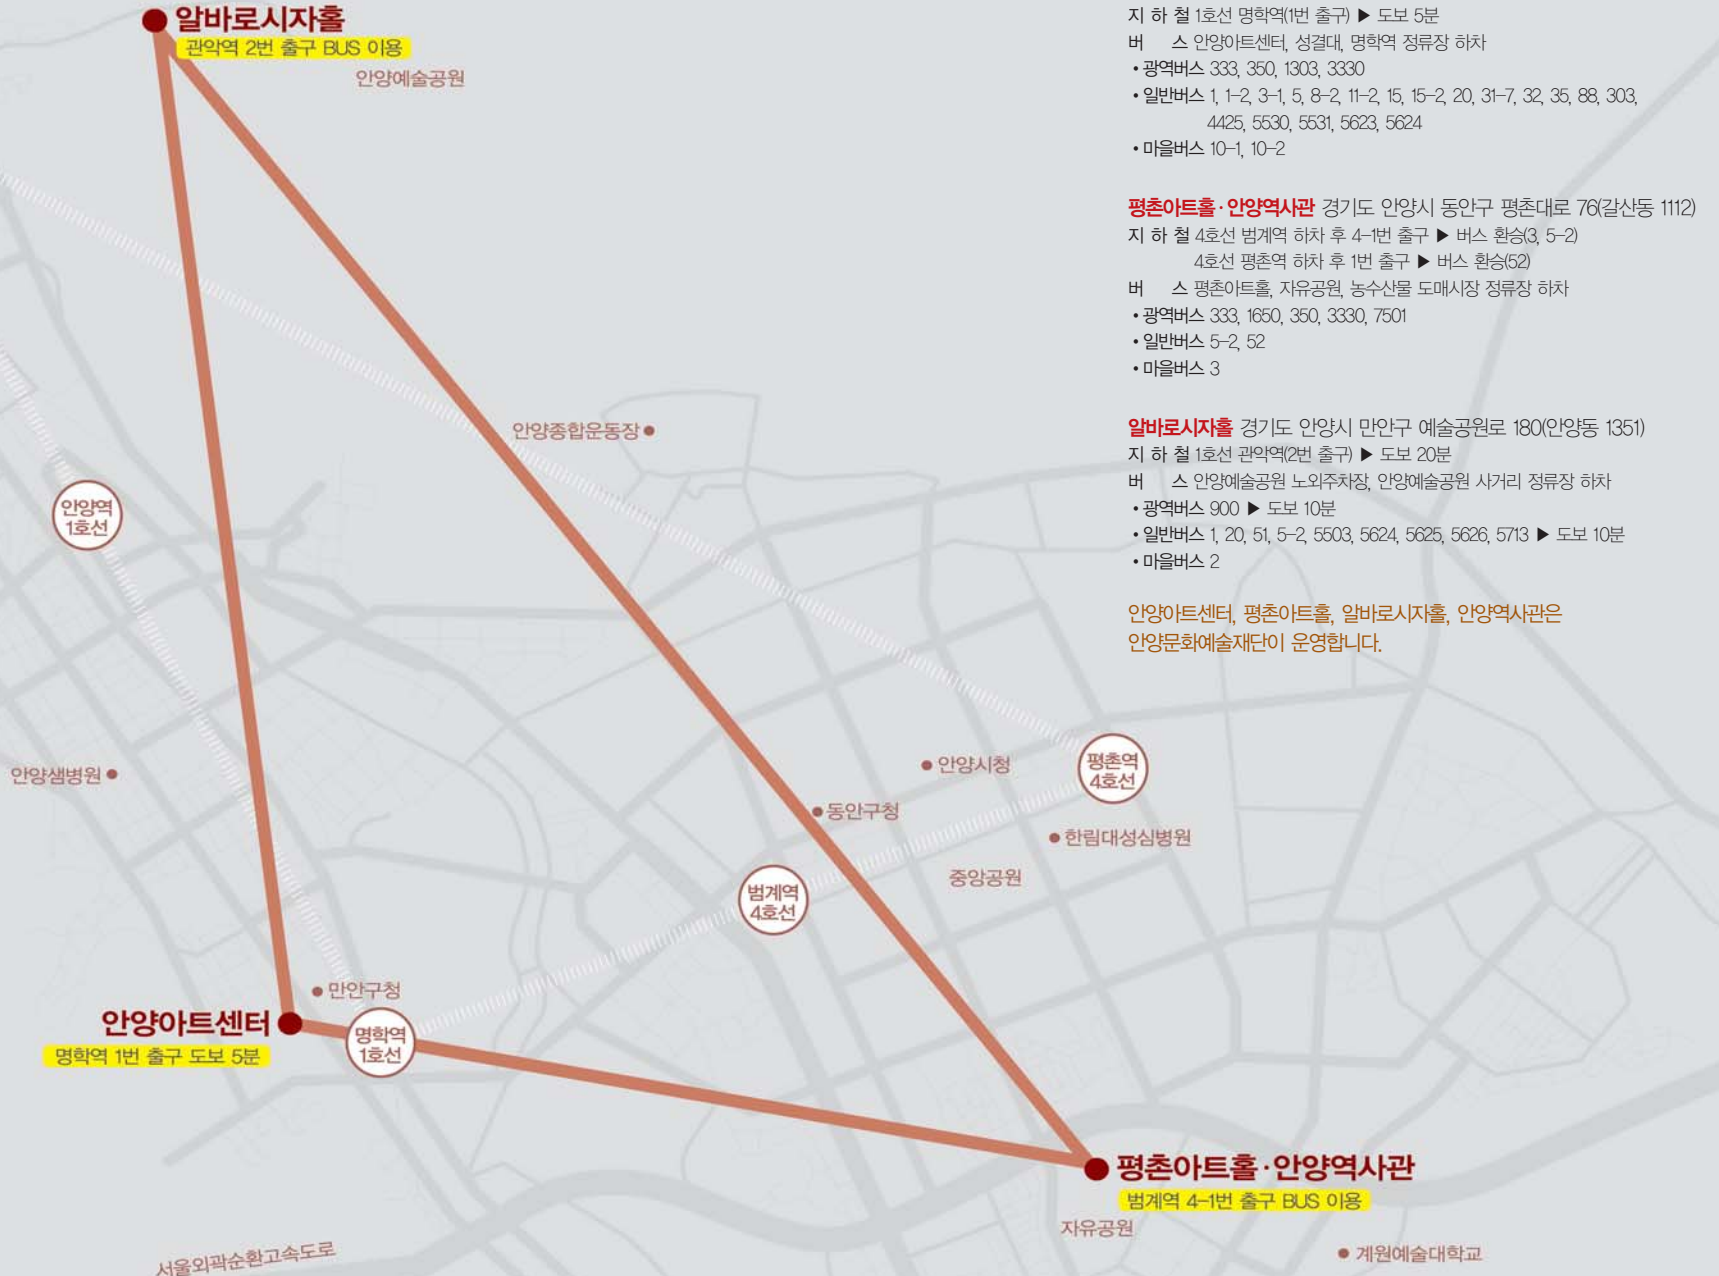 알바로시자홀
관악역 2번 출구 BUS 이용
안양예술공원
안양종합운동장
안양역
1호선
안양샘병원
안양시청
평촌역
4호선
동안구청
한림대성심병원
중앙공원
범계역
4호선
만안구청
안양아트센터
명학역 1번 출구 도보 5분
명학역
1호선
평촌아트홀·안양역사관
범계역 4-1번 출구 BUS 이용
자유공원
계원예술대학교
서울외곽순환고속도로
지 하 철 1호선 명학역(1번 출구) ▶ 도보 5분
버 스 안양아트센터, 성결대, 명학역 정류장 하차
• 광역버스 333, 350, 1303, 3330
• 일반버스 1, 1-2, 3-1, 5, 8-2, 11-2, 15, 15-2, 20, 31-7, 32, 35, 88, 303,
4425, 5530, 5531, 5623, 5624
• 마을버스 10-1, 10-2
평촌아트홀·안양역사관 경기도 안양시 동안구 평촌대로 76(갈산동 1112)
지 하 철 4호선 범계역 하차 후 4-1번 출구 ▶ 버스 환승(3, 5-2)
4호선 평촌역 하차 후 1번 출구 ▶ 버스 환승(52)
버 스 평촌아트홀, 자유공원, 농수산물 도매시장 정류장 하차
• 광역버스 333, 1650, 350, 3330, 7501
• 일반버스 5-2, 52
• 마을버스 3
알바로시자홀 경기도 안양시 만안구 예술공원로 180(안양동 1351)
지 하 철 1호선 관악역(2번 출구) ▶ 도보 20분
버 스 안양예술공원 노외주차장, 안양예술공원 사거리 정류장 하차
• 광역버스 900 ▶ 도보 10분
• 일반버스 1, 20, 51, 5-2, 5503, 5624, 5625, 5626, 5713 ▶ 도보 10분
• 마을버스 2
안양아트센터, 평촌아트홀, 알바로시자홀, 안양역사관은
안양문화예술재단이 운영합니다.